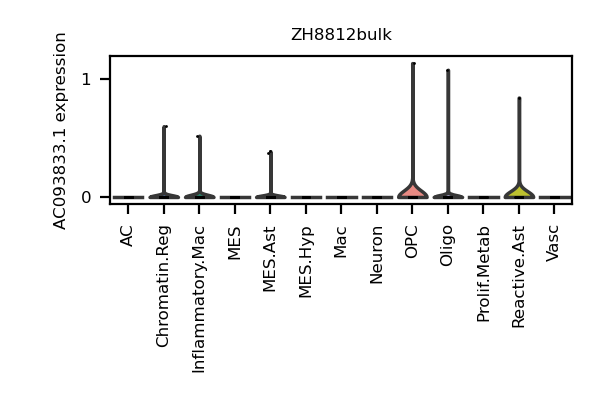 ZH8812bulk
AC093833.1 expression
1
0
AC
Chromatin.Reg
Inflammatory.Mac
MES
MES.Ast
MES.Hyp
Mac
Neuron
OPC
Oligo
Prolif.Metab
Reactive.Ast
Vasc